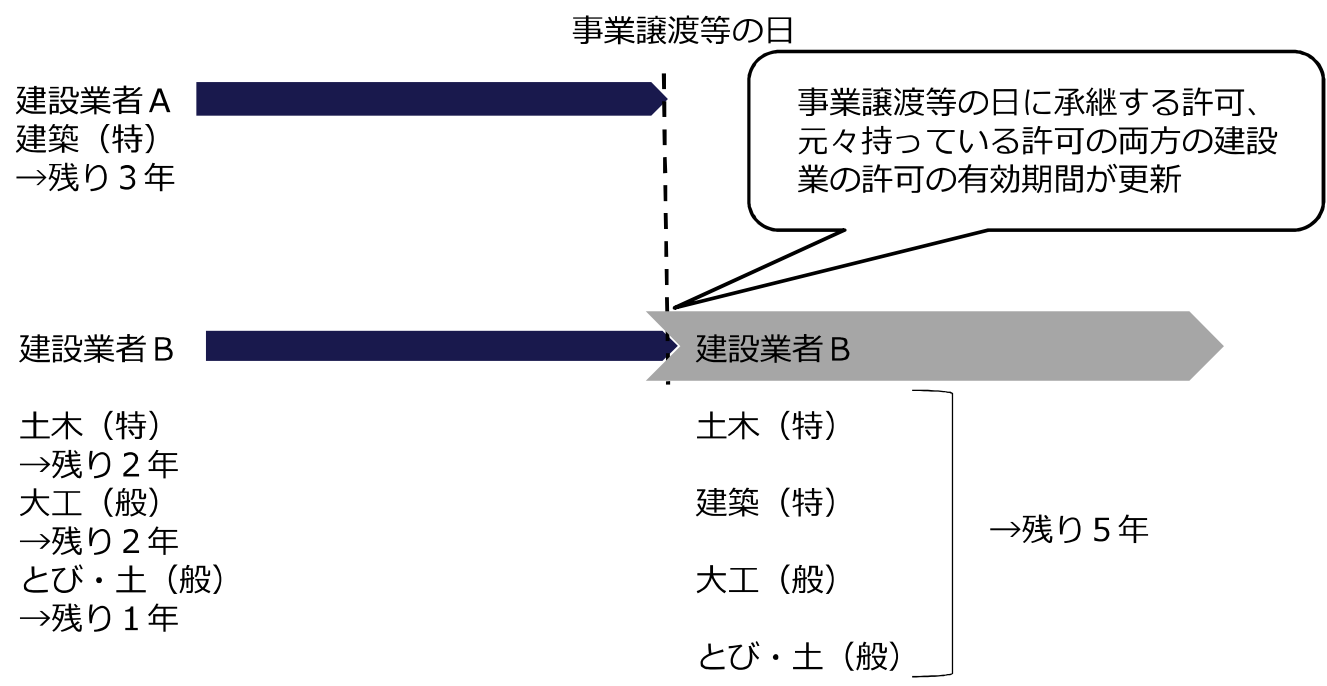 事業譲渡等の日
建設業者A
建築（特）
→残り３年
事業譲渡等の日に承継する許可、
元々持っている許可の両方の建設
業の許可の有効期間が更新
建設業者B
土木（特）
→残り２年
大工（般）
→残り２年
とび・土（般）
→残り１年
建設業者B
土木（特）
建築（特）
大工（般）
とび・土（般）
→残り５年